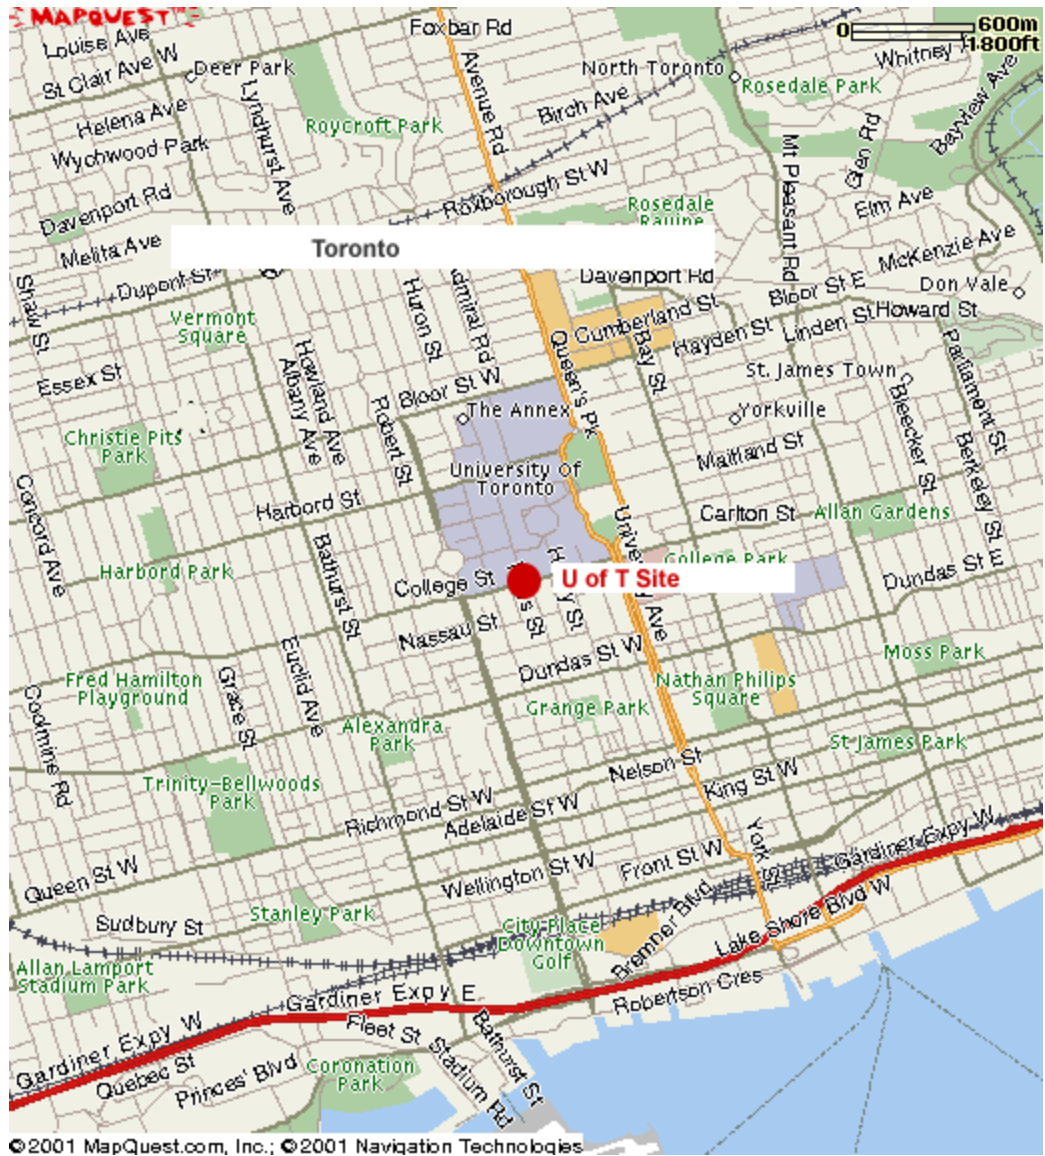 MAPQUEST
Foxbar Rd
0 600m
1800ft
Louise Ave
St Clair Ave W
Deer Park
Lyndhurst Ave
Avenue Rd
North Toronto
Whitney
Rosedale Park
Bayview Ave
Helena Ave
Wychwood Park
Roycroft Park
Birch Ave
Mt Pleasant Rd
Glen Rd
Davenport Rd
Roxborough St W
Rosedale
Ravine
Elm Ave
Melita Ave
Toronto
McKenzie Ave
Shaw St
Dupont St
Huron St
Admiral Rd
Davenport Rd
Bloor St E
Don Vale
Vermont
Square
Cumberland St
Hayden St
Linden St
Howard St
Essex St
Howland Ave
Albany Ave
Queen's Pk
Bay St
St. James Town
Parliament St
Bloor St W
Robert St
The Annex
Yorkville
Bleecker St
Christie Pits
Park
Maitland St
Berkeley St
Concord Ave
University Of
Toronto
Harbord St
Carlton St
Allan Gardens
University Ave
College Park
Harbord Park
Bathurst St
College St
U of T Site
Dundas St E
Nassau St
Dundas St W
Moss Park
Fred Hamilton
Playground
Euclid Ave
Grace St
Nathan Philips
Square
Coolmine Rd
Alexandra
Park
Grange Park
St James Park
Trinity-Bellwoods
Park
Nelson St
King St W
Richmond St W
Adelaide St W
York St
Queen St W
Wellington St W
Front St W
Gardiner Expy W
Sudbury St
Stanley Park
City Place
Downtown
Golf
Bremner Blvd
Lake Shore Blvd W
Allan Lamport
Stadium Park
Gardiner Expy E
Robertson Cres
Gardiner Expy W
Quebec St
Fleet St
Stadium Rd
Bathurst St
Princes' Blvd
Coronation
Park
©2001 MapQuest.com, Inc.; ©2001 Navigation Technologies